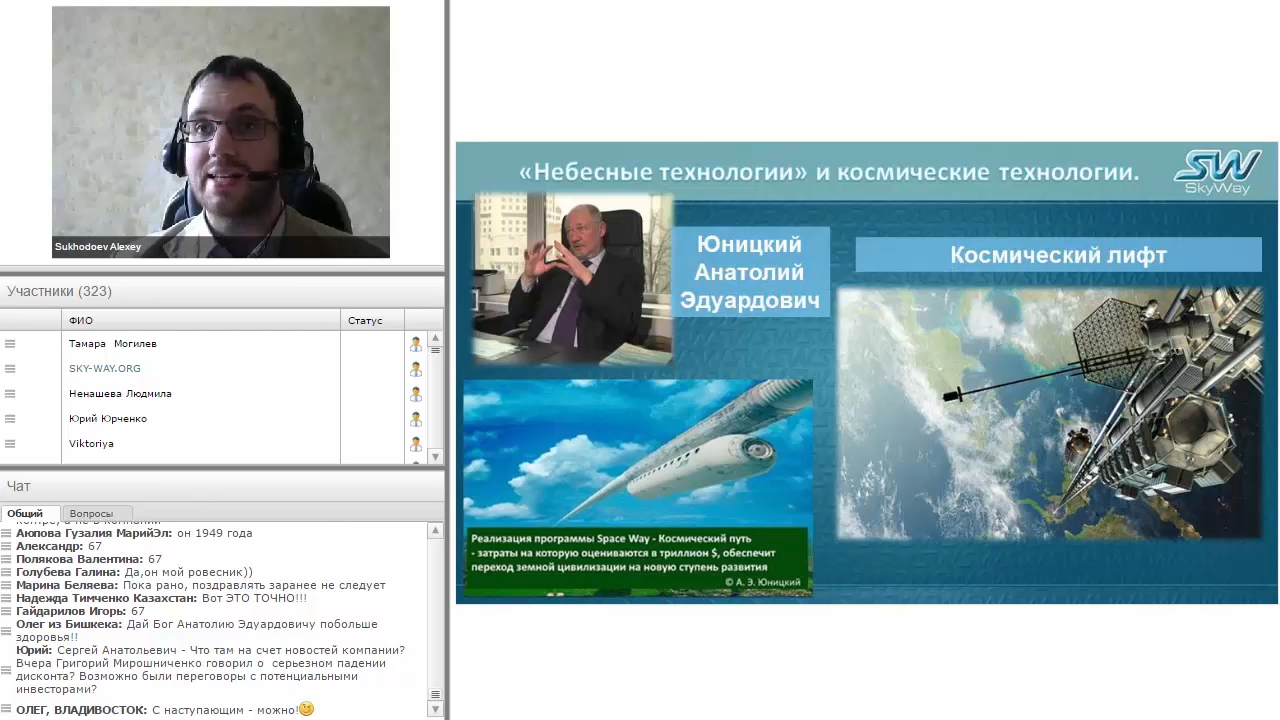 Sukhodoev Alexey
Участники (323)
ФИО
Статус
Тамара Могилев
SKY-WAY.ORG
Ненашева Людмила
Юрий Юрченко
Viktoriya
Чат
Общий
Вопросы
Аюпова Гузалия МарийЭл: он 1949 года
Александр: 67
Полякова Валентина: 67
Голубева Галина: Да,он мой ровесник))
Марина Беляева: Пока рано, поздравлять заранее не следует
Надежда Тимченко Казахстан: Вот ЭТО ТОЧНО!!!
Гайдарилов Игорь: 67
Олег из Бишкека: Дай Бог Анатолию Эдуардовичу побольше
здоровья!!
Юрий: Сергей Анатольевич - Что там на счет новостей компании?
Вчера Григорий Мирошниченко говорил о серьезном падении
дисконта? Возможно были переговоры с потенциальными
инвесторами?
ОЛЕГ, ВЛАДИВОСТОК: С наступающим - можно!
«Небесные технологии» и космические технологии.
SW
SkyWay
Юницкий
Анатолий
Эдуардович
Космический лифт
Реализация программы Space Way - Космический путь
- затраты на которую оцениваются в триллион $, обеспечит
переход земной цивилизации на новую ступень развития
© А. Э. Юницкий